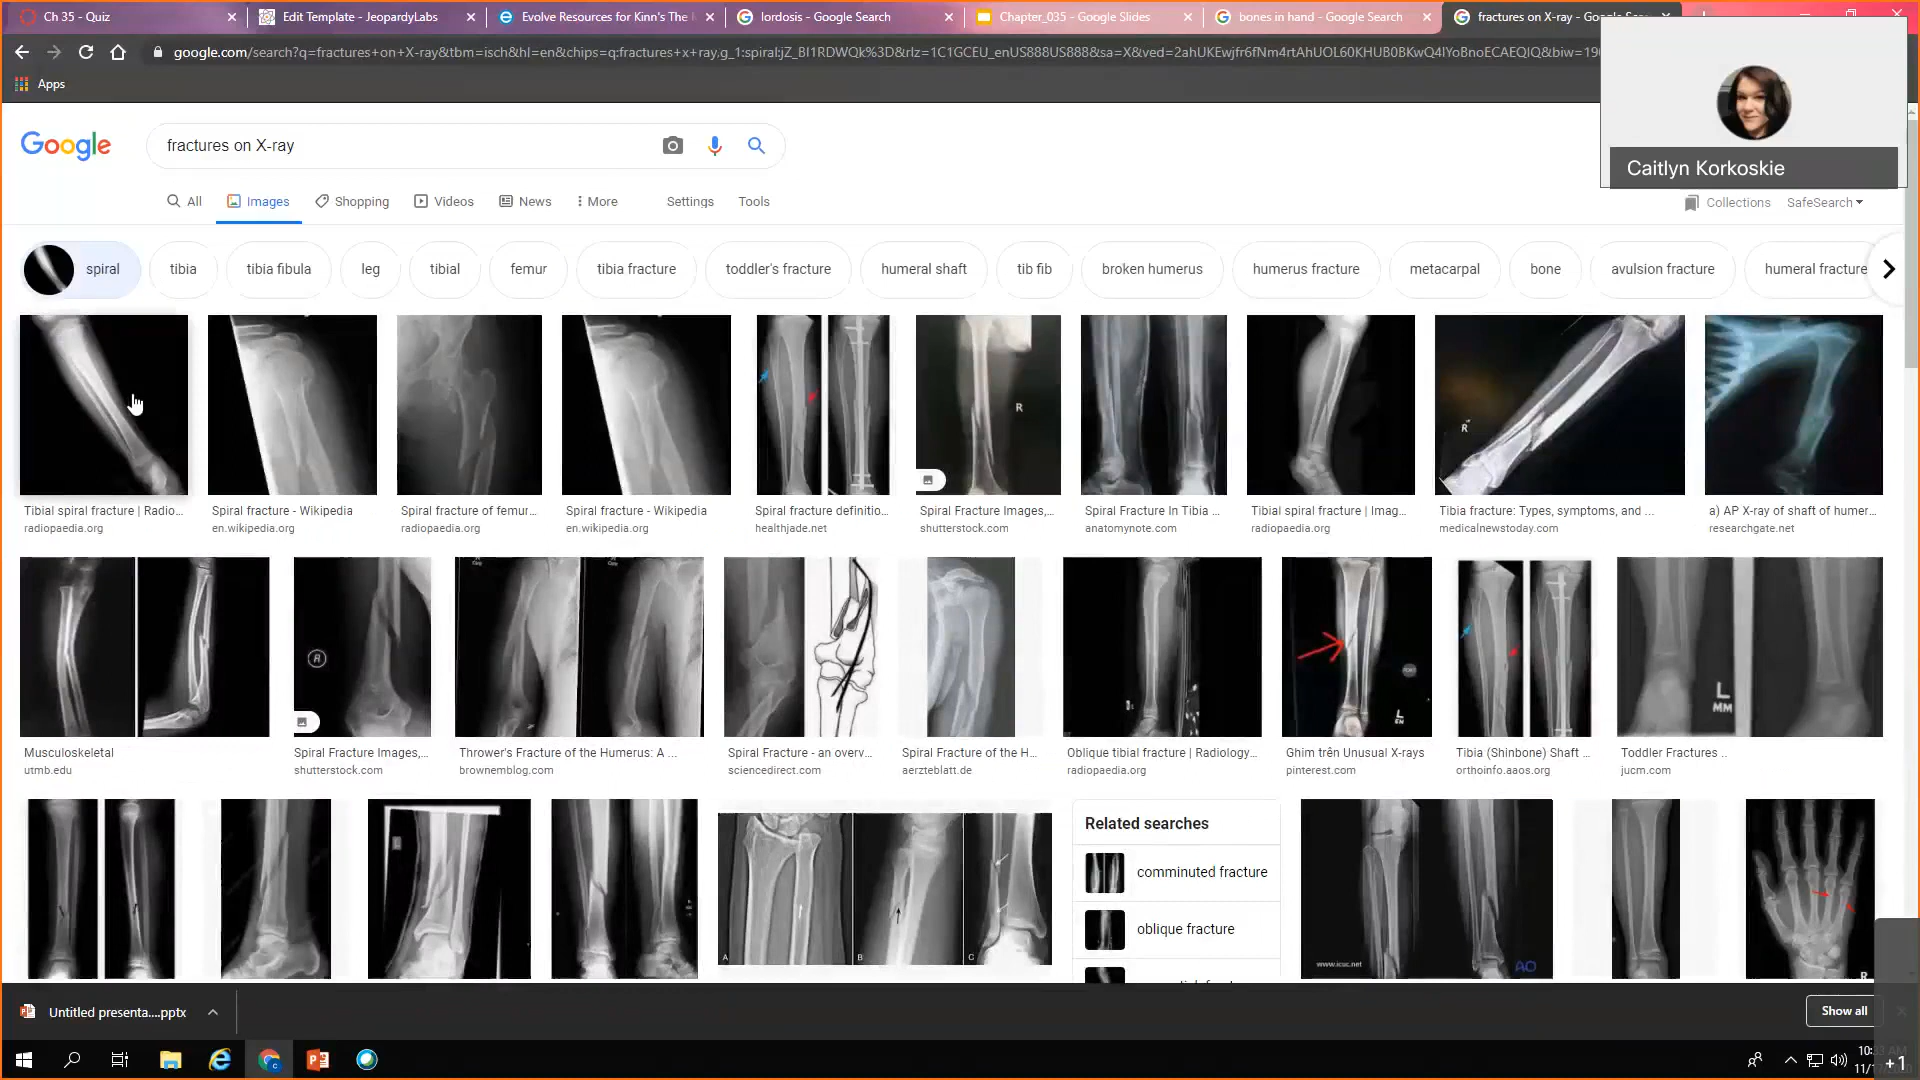 Ch 35 - Quiz
Edit Template - JeopardyLabs
Evolve Resources for Kinn's The
lordosis - Google Search
Chapter_035 - Google Slides
bones in hand - Google Search
fractures on X-ray - Google
Apps
Google
fractures on X-ray
Caitlyn Korkoskie
All
Images
Shopping
Videos
News
More
Settings
Tools
Collections
SafeSearch
spiral
tibia
tibia fibula
leg
tibial
femur
tibia fracture
toddler's fracture
humeral shaft
tib fib
broken humerus
humerus fracture
metacarpal
bone
avulsion fracture
humeral fracture
R
R
Tibial spiral fracture | Radio...
Spiral fracture - Wikipedia
Spiral fracture of femur...
Spiral fracture - Wikipedia
Spiral fracture definitio...
Spiral Fracture Images,...
Spiral Fracture In Tibia ...
Tibial spiral fracture | Imag...
Tibia fracture: Types, symptoms, and ...
a) AP X-ray of shaft of humer...
radiopaedia.org
en.wikipedia.org
radiopaedia.org
en.wikipedia.org
healthjade.net
shutterstock.com
anatomynote.com
radiopaedia.org
medicalnewstoday.com
researchgate.net
L
MM
L
Musculoskeletal
Spiral Fracture Images,...
Thrower's Fracture of the Humerus: A ...
Spiral Fracture - an overv...
Spiral Fracture of the H...
Oblique tibial fracture | Radiology...
Ghim trên Unusual X-rays
Tibia (Shinbone) Shaft ...
Toddler Fractures ..
utmb.edu
shutterstock.com
brownemblog.com
sciencedirect.com
aerzteblatt.de
radiopaedia.org
pinterest.com
orthoinfo.aaos.org
jucm.com
Related searches
comminuted fracture
oblique fracture
A
B
C
www.icuc.net
AO
R
Untitled presenta....pptx
Show all
+1